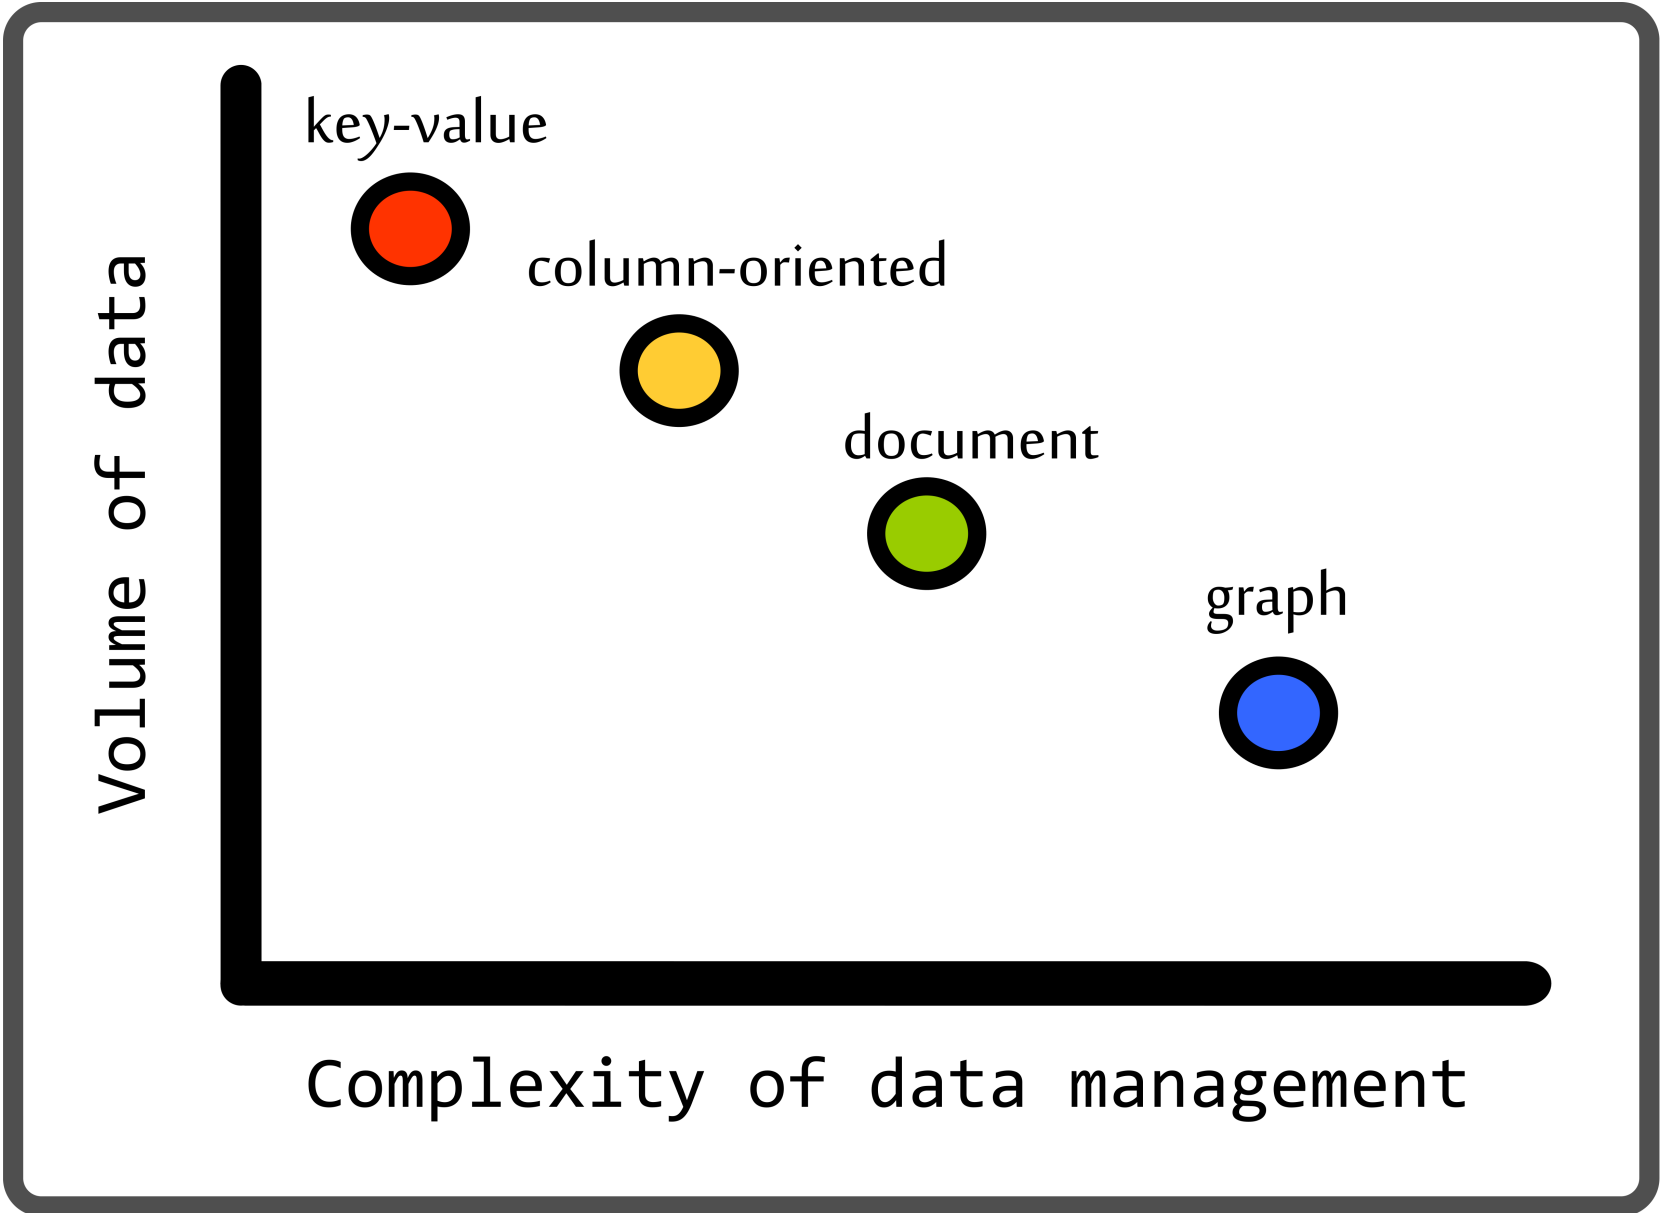 key-value
column-oriented
document
graph
Volume of data
Complexity of data management